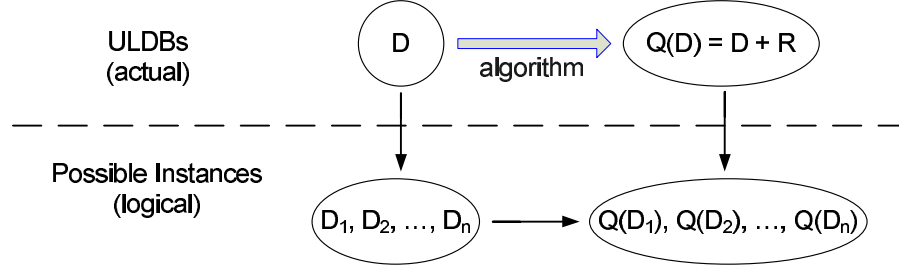 ULDBs
(actual)
D
algorithm
Q(D) = D + R
Possible Instances
(logical)
D₁, D₂, …, Dₙ
Q(D₁), Q(D₂), …, Q(Dₙ)